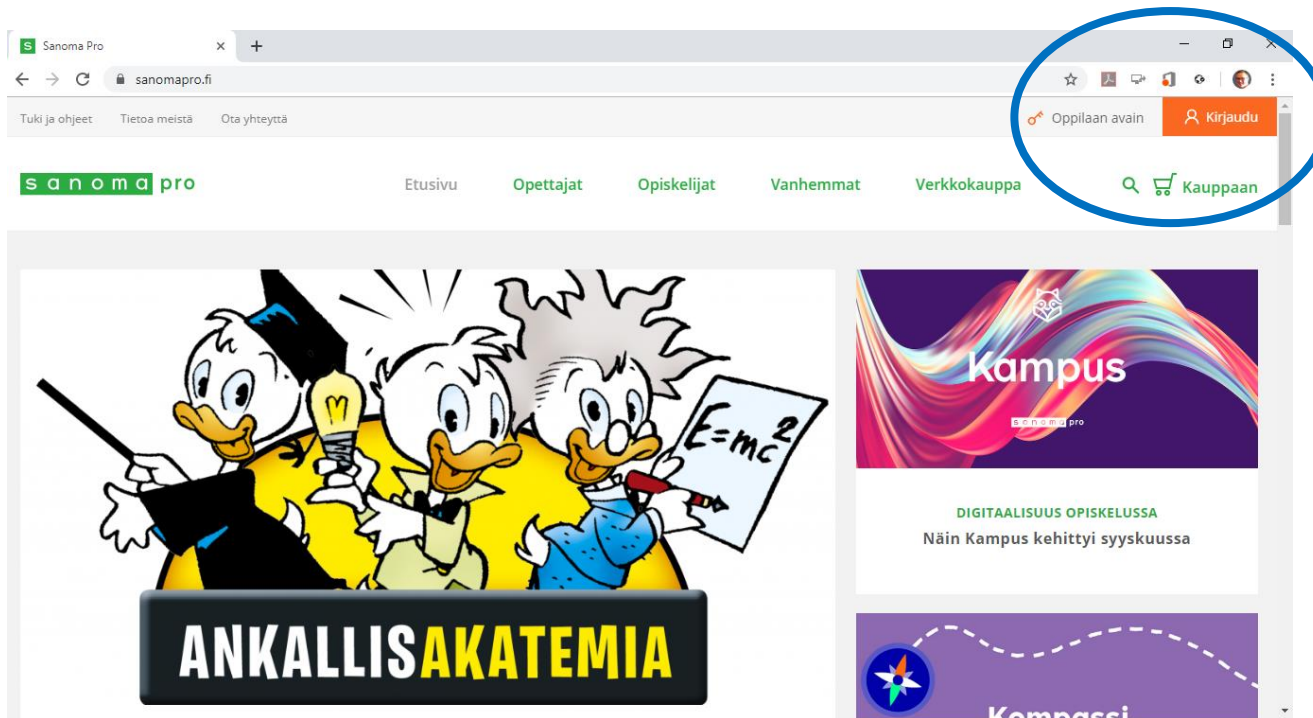 Sanoma Pro
sanomapro.fi
Tuki ja ohjeet Tietoa meistä Ota yhteyttä
Oppilaan avain Kirjaudu
sanoma pro
Etusivu Opettajat Opiskelijat Vanhemmat Verkkokauppa Kauppaan
E=mc²
ANKALLISAKATEMIA
Kampus
sanoma pro
DIGITAALISUUS OPISKELUSSA
Näin Kampus kehittyi syyskuussa
Kompassi